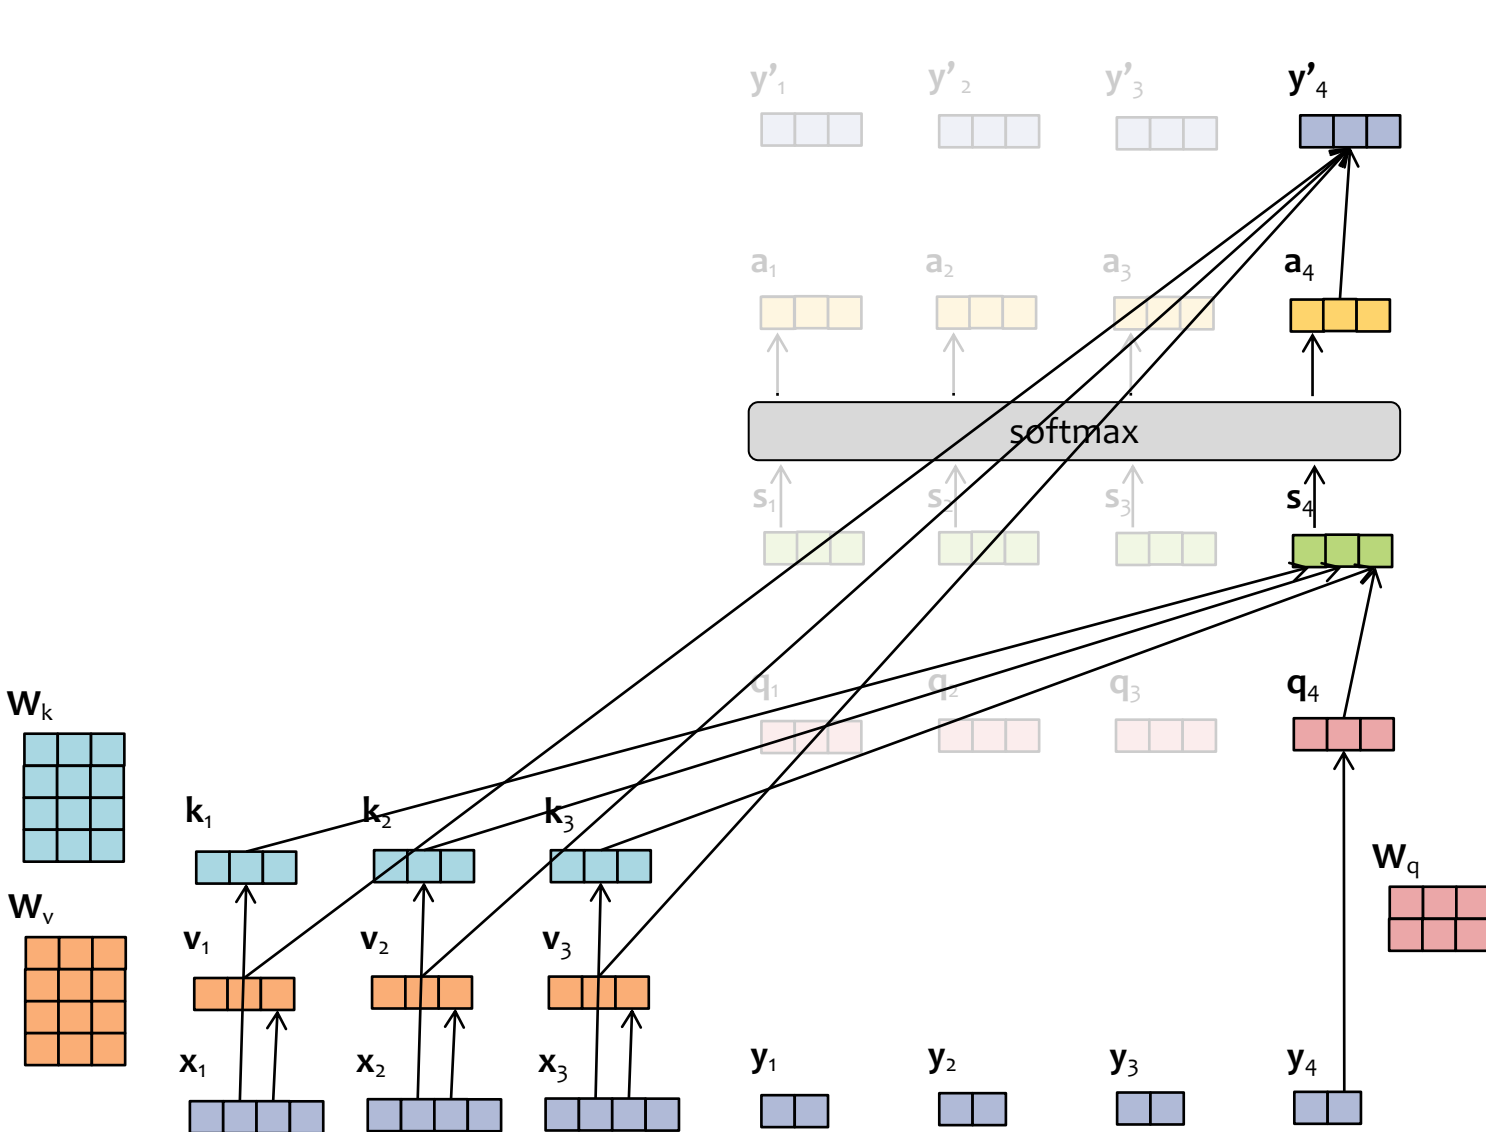 y’₁ y’₂ y’₃ y’₄
a₁ a₂ a₃ a₄
softmax
s₁ s₂ s₃ s₄
q₁ q₂ q₃ q₄
Wₖ
k₁ k₂ k₃
W_q
Wᵥ
v₁ v₂ v₃
x₁ x₂ x₃ y₁ y₂ y₃ y₄